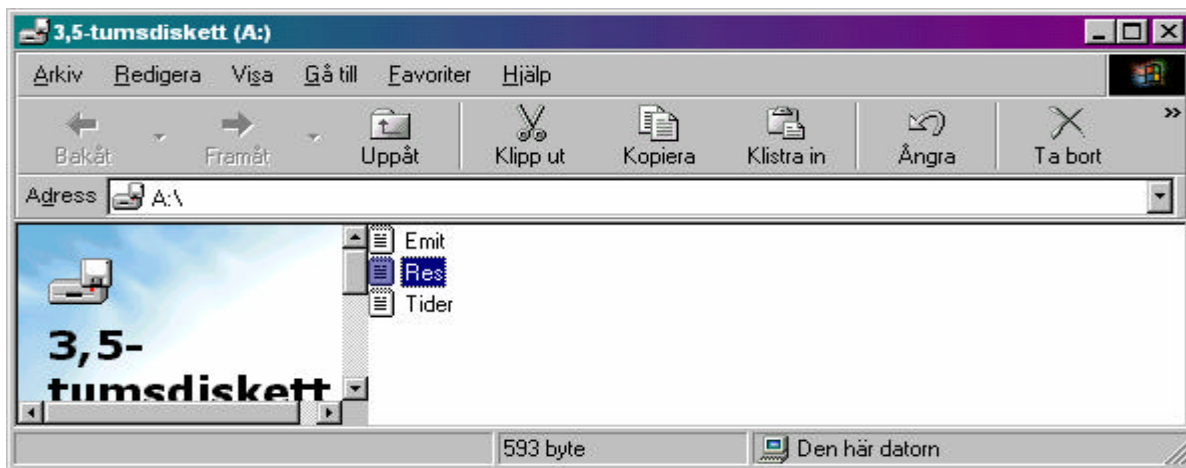 3,5-tumsdiskett (A:)
Arkiv Redigera Visa Gå till Favoriter Hjälp
Bakåt Framåt Uppåt Klipp ut Kopiera Klistra in Ångra Ta bort »
Adress A:\
Emit
Res
Tider
3,5-
tumsdiskett
593 byte Den här datorn